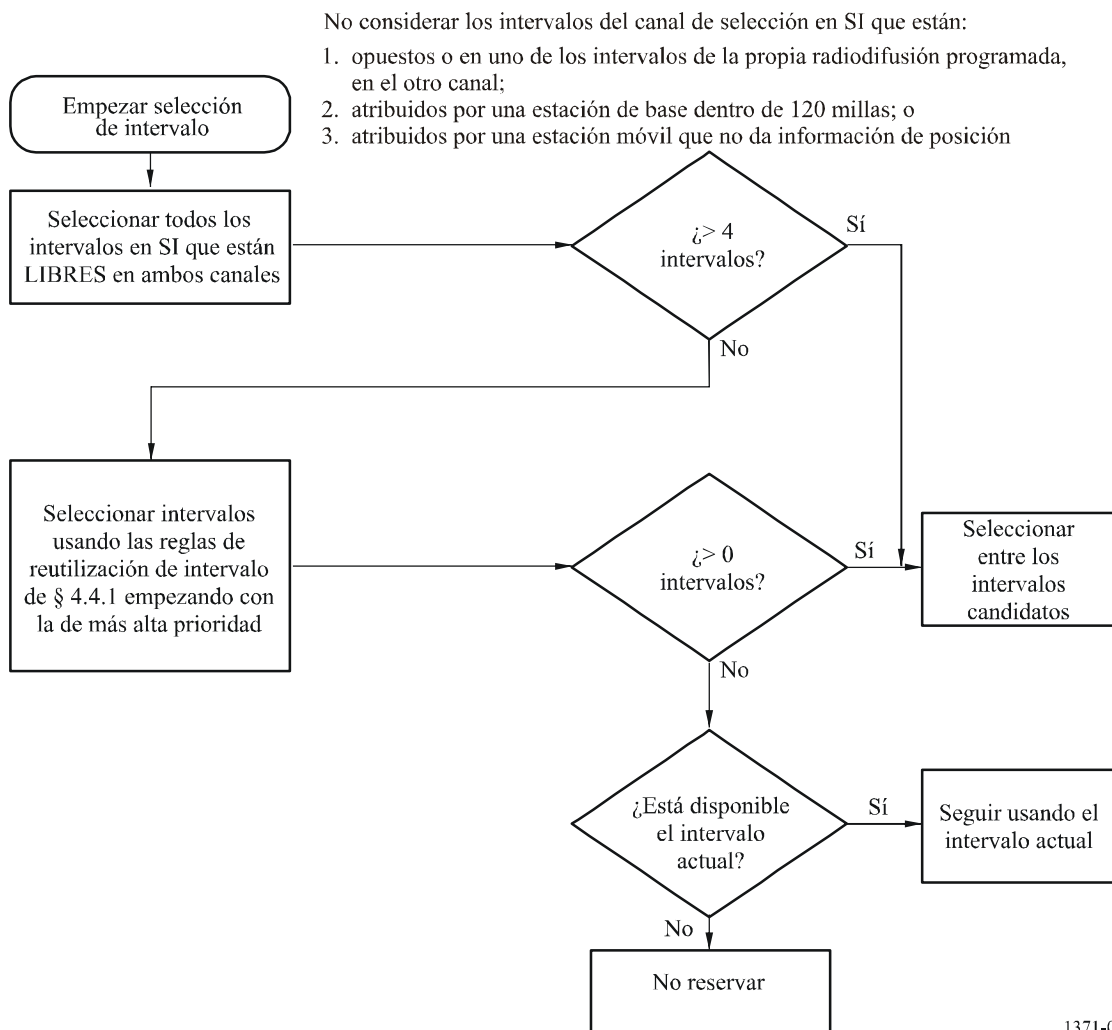 No considerar los intervalos del canal de selección en SI que están:
1. opuestos o en uno de los intervalos de la propia radiodifusión programada,
en el otro canal;
2. atribuidos por una estación de base dentro de 120 millas; o
3. atribuidos por una estación móvil que no da información de posición
Empezar selección
de intervalo
Seleccionar todos los
intervalos en SI que están
LIBRES en ambos canales
¿> 4
intervalos?
Sí
No
Seleccionar intervalos
usando las reglas de
reutilización de intervalo
de § 4.4.1 empezando con
la de más alta prioridad
¿> 0
intervalos?
Sí
Seleccionar
entre los
intervalos
candidatos
No
¿Está disponible
el intervalo
actual?
Sí
Seguir usando el
intervalo actual
No
No reservar